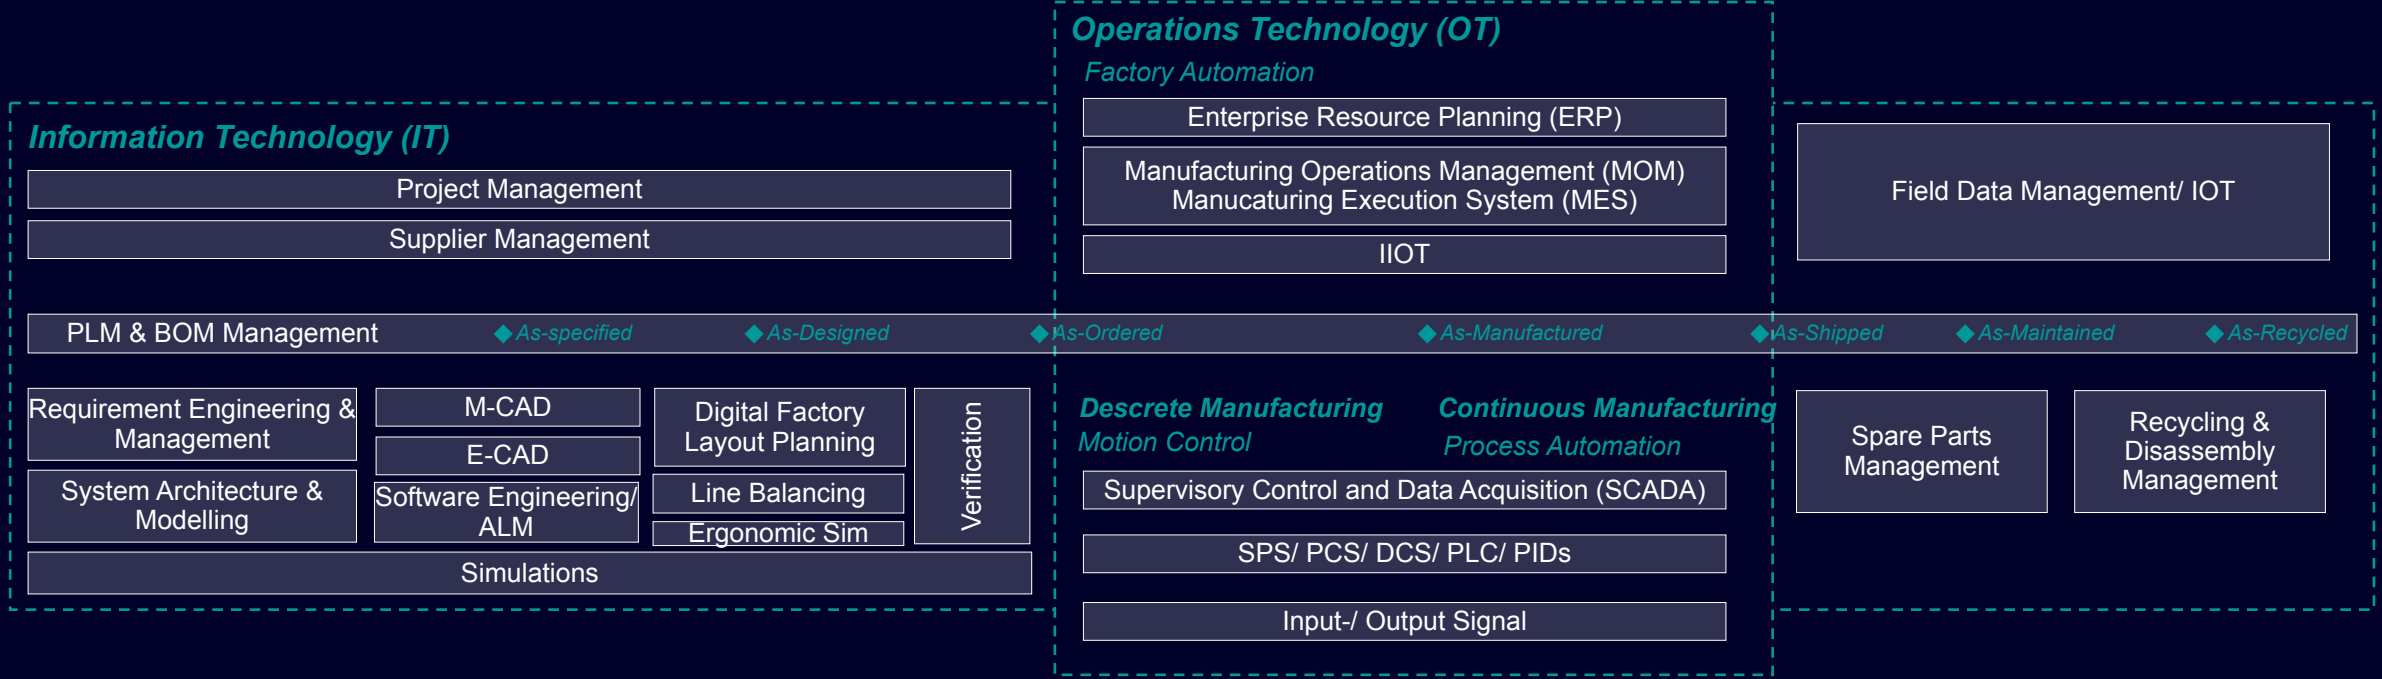 Operations Technology (OT)
Factory Automation
Enterprise Resource Planning (ERP)
Manufacturing Operations Management (MOM)
Manucaturing Execution System (MES)
IIOT
Information Technology (IT)
Project Management
Supplier Management
Field Data Management/ IOT
PLM & BOM Management
As-specified
As-Designed
As-Ordered
As-Manufactured
As-Shipped
As-Maintained
As-Recycled
Requirement Engineering &
Management
System Architecture &
Modelling
M-CAD
E-CAD
Software Engineering/
ALM
Digital Factory
Layout Planning
Line Balancing
Ergonomic Sim
Verification
Simulations
Descrete Manufacturing
Motion Control
Continuous Manufacturing
Process Automation
Supervisory Control and Data Acquisition (SCADA)
SPS/ PCS/ DCS/ PLC/ PIDs
Input-/ Output Signal
Spare Parts
Management
Recycling &
Disassembly
Management